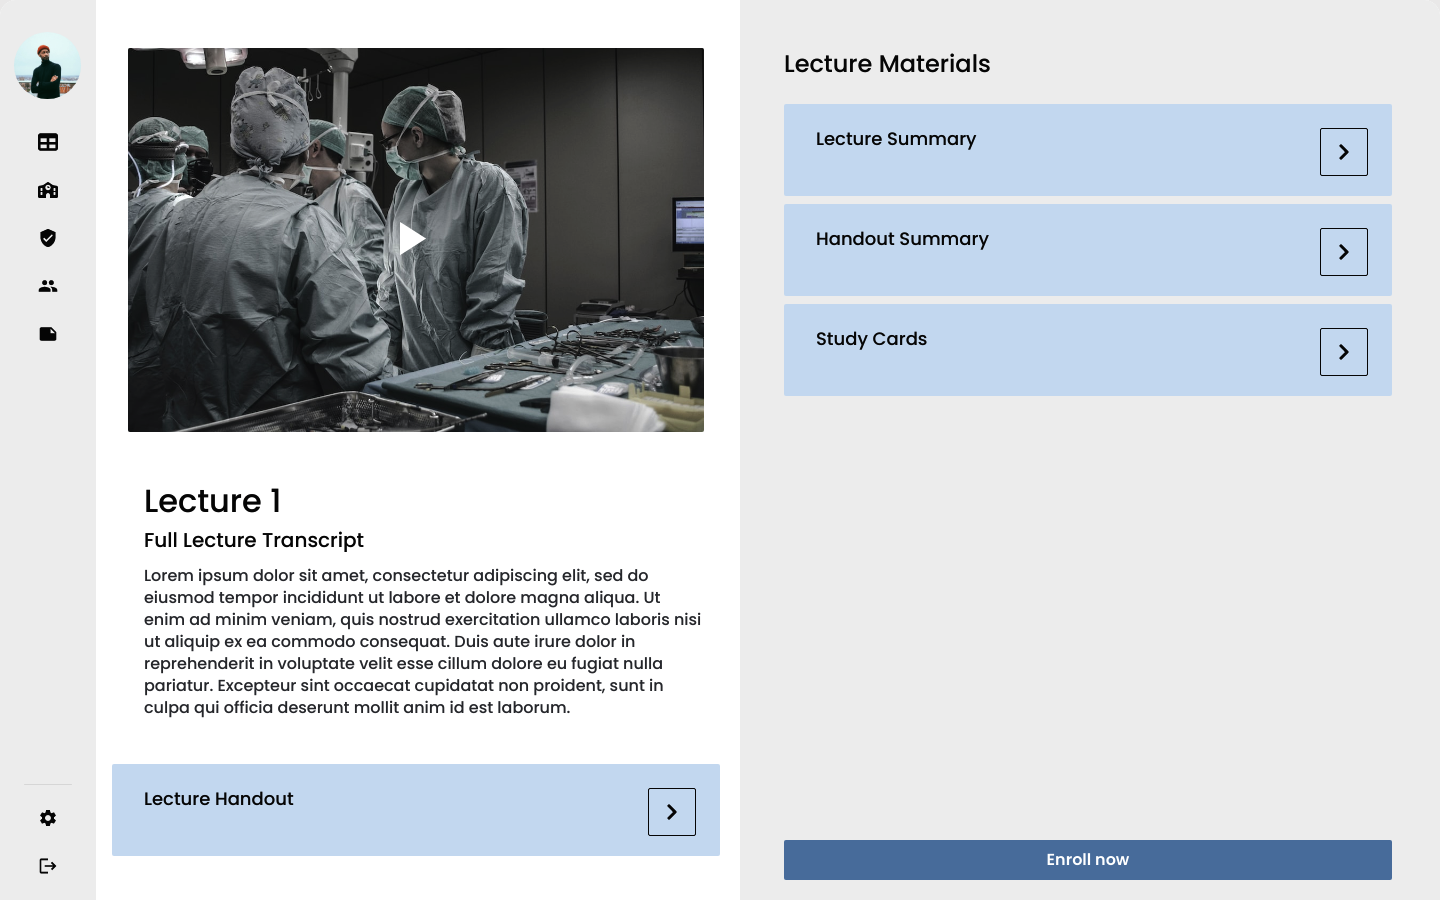 Lecture 1
Full Lecture Transcript
Lorem ipsum dolor sit amet, consectetur adipiscing elit, sed do
eiusmod tempor incididunt ut labore et dolore magna aliqua. Ut
enim ad minim veniam, quis nostrud exercitation ullamco laboris nisi
ut aliquip ex ea commodo consequat. Duis aute irure dolor in
reprehenderit in voluptate velit esse cillum dolore eu fugiat nulla
pariatur. Excepteur sint occaecat cupidatat non proident, sunt in
culpa qui officia deserunt mollit anim id est laborum.
Lecture Handout
Lecture Materials
Lecture Summary
Handout Summary
Study Cards
Enroll now